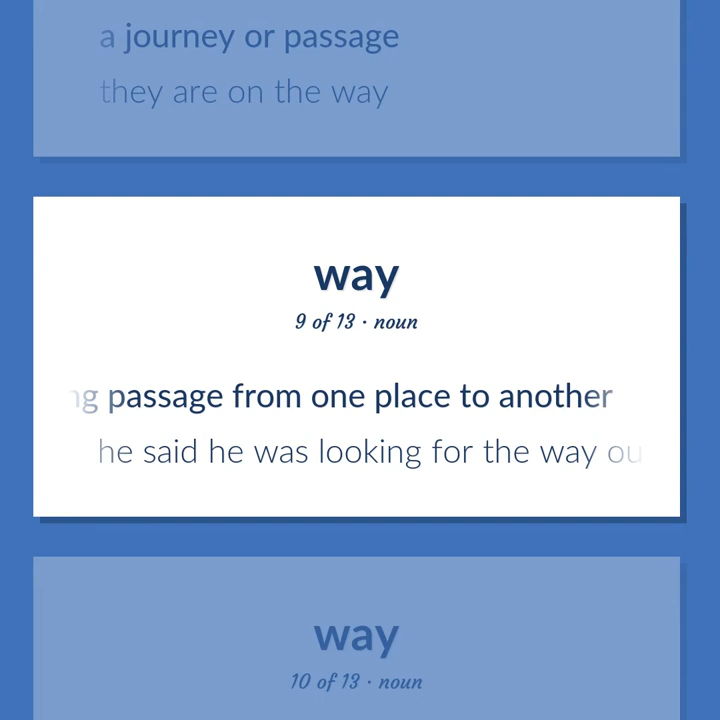 a journey or passage
they are on the way
way
9 of 13 · noun
passage from one place to another
he said he was looking for the way
way
10 of 13 · noun